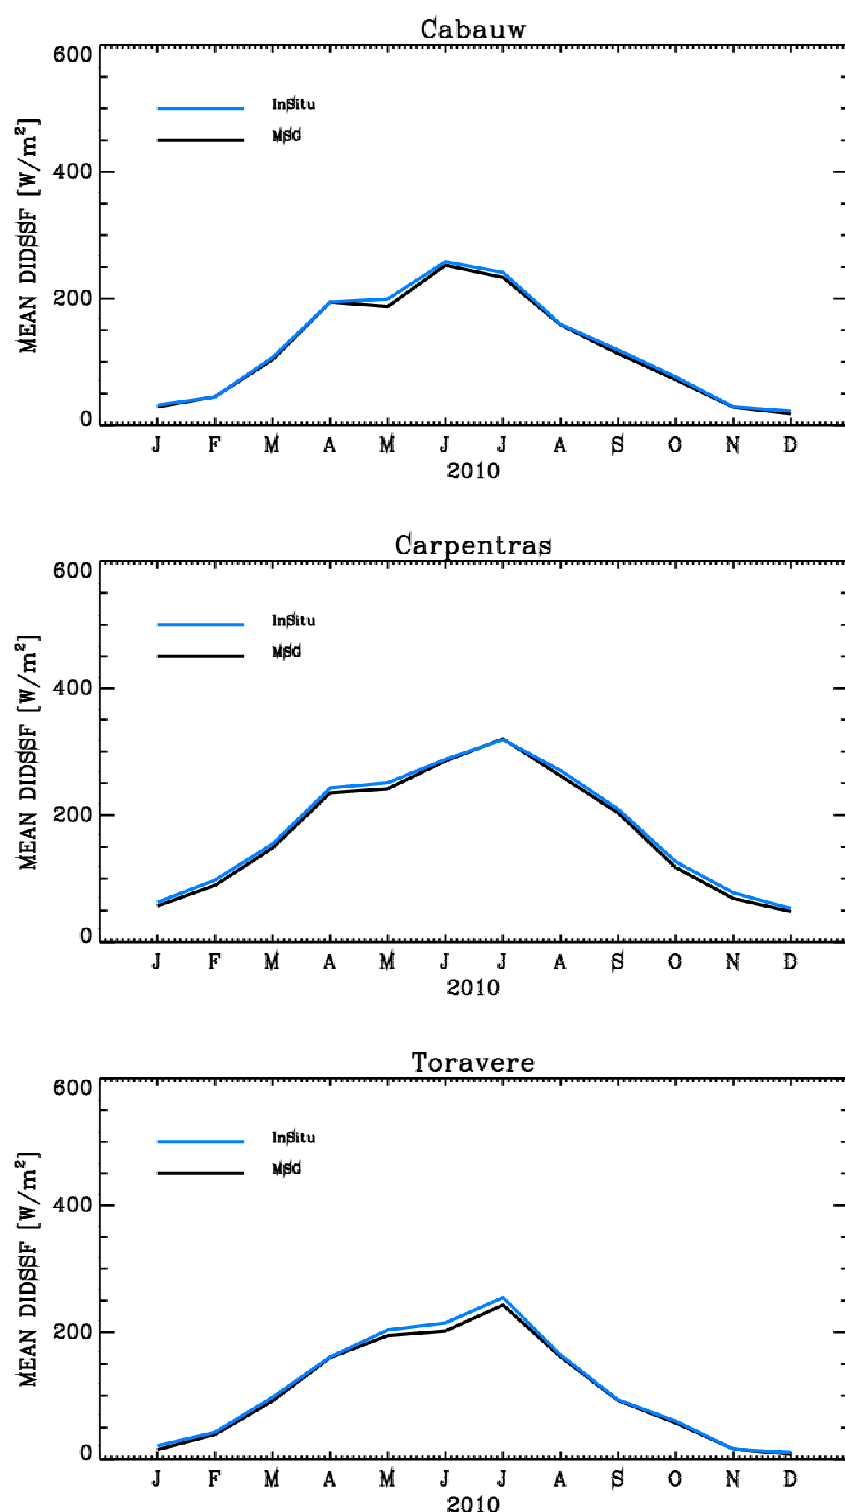 Cabauw
600
InSitu
MSG
400
MEAN DIDSSF [W/m²]
200
0
J F M A M J J A S O N D
2010
Carpentras
600
InSitu
MSG
400
MEAN DIDSSF [W/m²]
200
0
J F M A M J J A S O N D
2010
Toravere
600
InSitu
MSG
400
MEAN DIDSSF [W/m²]
200
0
J F M A M J J A S O N D
2010